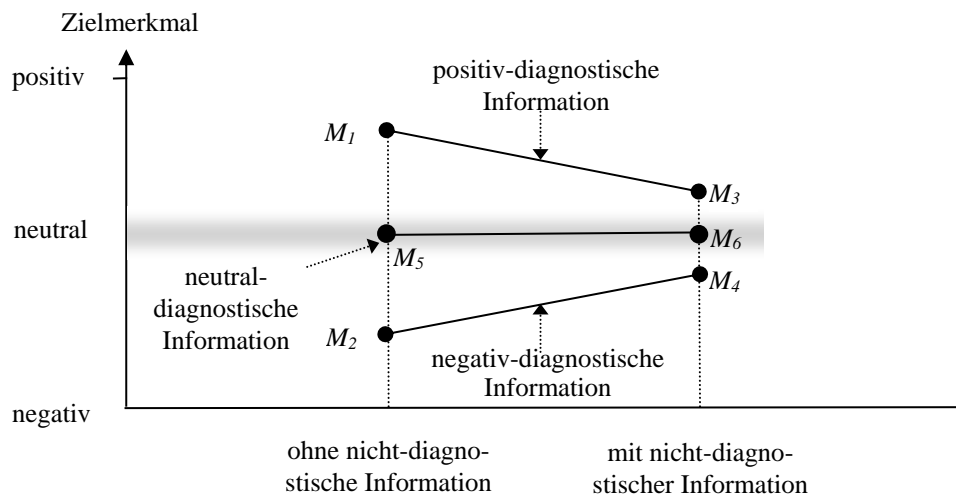 Zielmerkmal
positiv
positiv-diagnostische
Information
M1
M3
neutral
M5
M6
neutral-
diagnostische
Information
M4
M2
negativ-diagnostische
Information
negativ
ohne nicht-diagno-
stische Information
mit nicht-diagno-
stischer Information